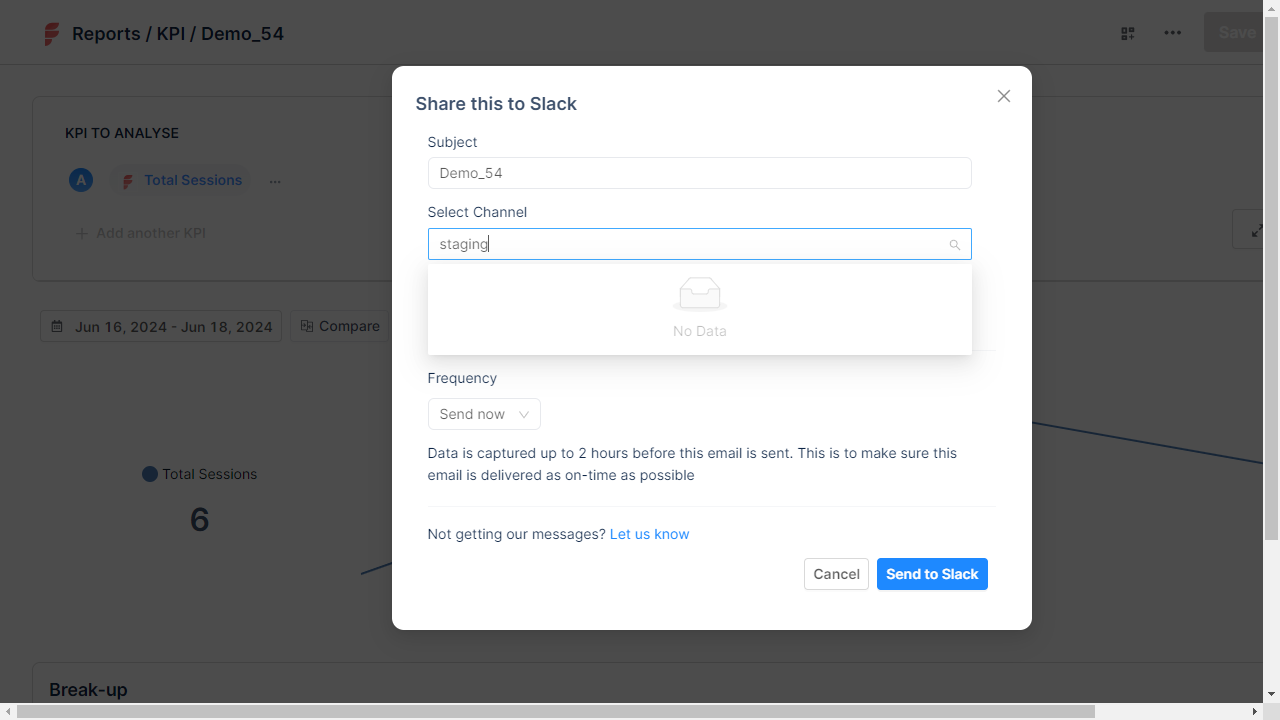 Reports / KPI / Demo_54
Save
Share this to Slack
KPI TO ANALYSE
Subject
A Total Sessions ...
Demo_54
Select Channel
+ Add another KPI
staging
No Data
Jun 16, 2024 - Jun 18, 2024 Compare
Frequency
Send now
Data is captured up to 2 hours before this email is sent. This is to make sure this
email is delivered as on-time as possible
Total Sessions
6
Not getting our messages? Let us know
Cancel Send to Slack
Break-up